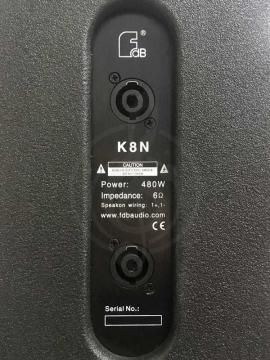 FdB
K8N
CAUTION
Power: 480W
Impedance: 6Ω
Speakon wiring: 1+,1-
www.fdbaudio.com
CE
Serial No.: